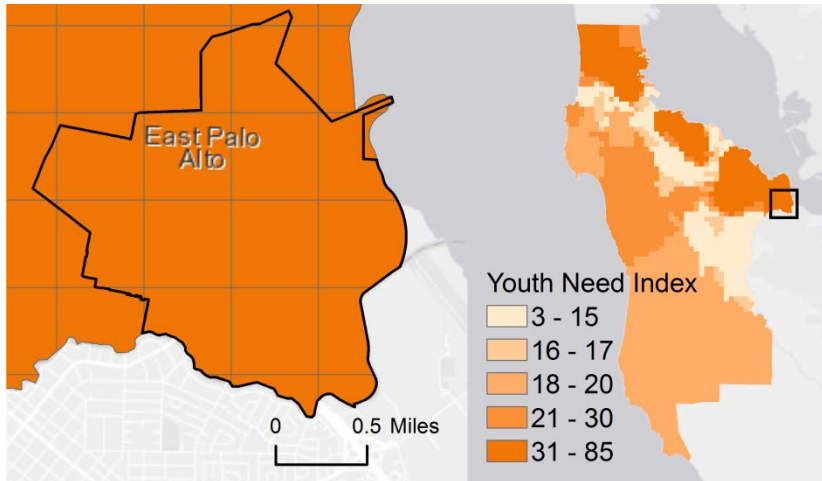 East Palo
Alto
0 0.5 Miles
Youth Need Index
3 - 15
16 - 17
18 - 20
21 - 30
31 - 85